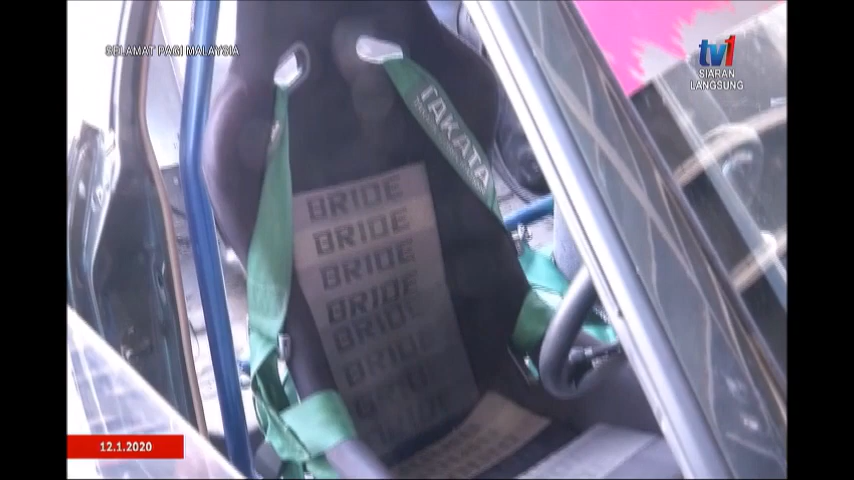 SELAMAT PAGI MALAYSIA
tv1
SIARAN
LANGSUNG
TAKATA
BRIDE
BRIDE
BRIDE
BRIDE
BRIDE
BRIDE
12.1.2020